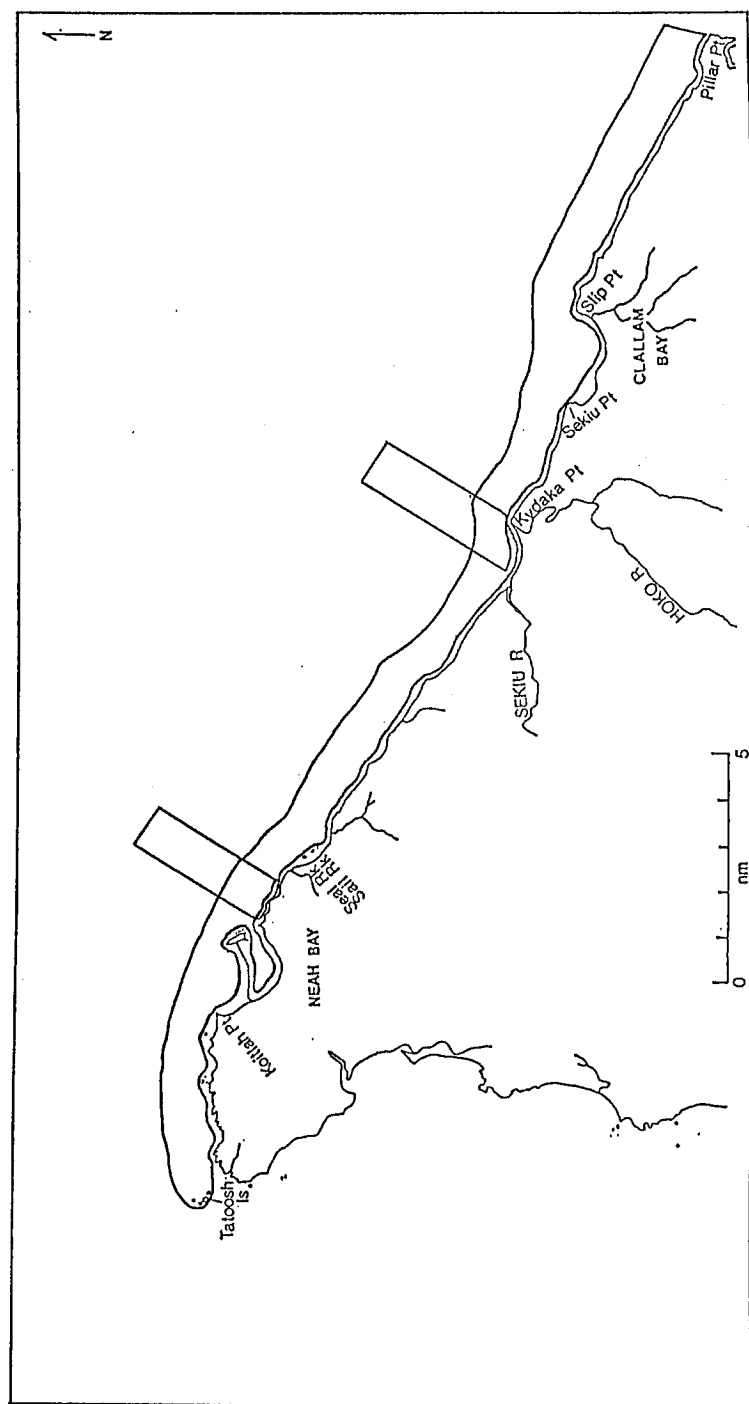 N
Tatoosh
Is
Koitlah Pt
NEAH BAY
Seal Rk
Sail Rk
SEKIU R
HOKO R
Kydaka Pt
Sekiu Pt
CLALLAM
BAY
Slip Pt
Pillar Pt
0
5
nm